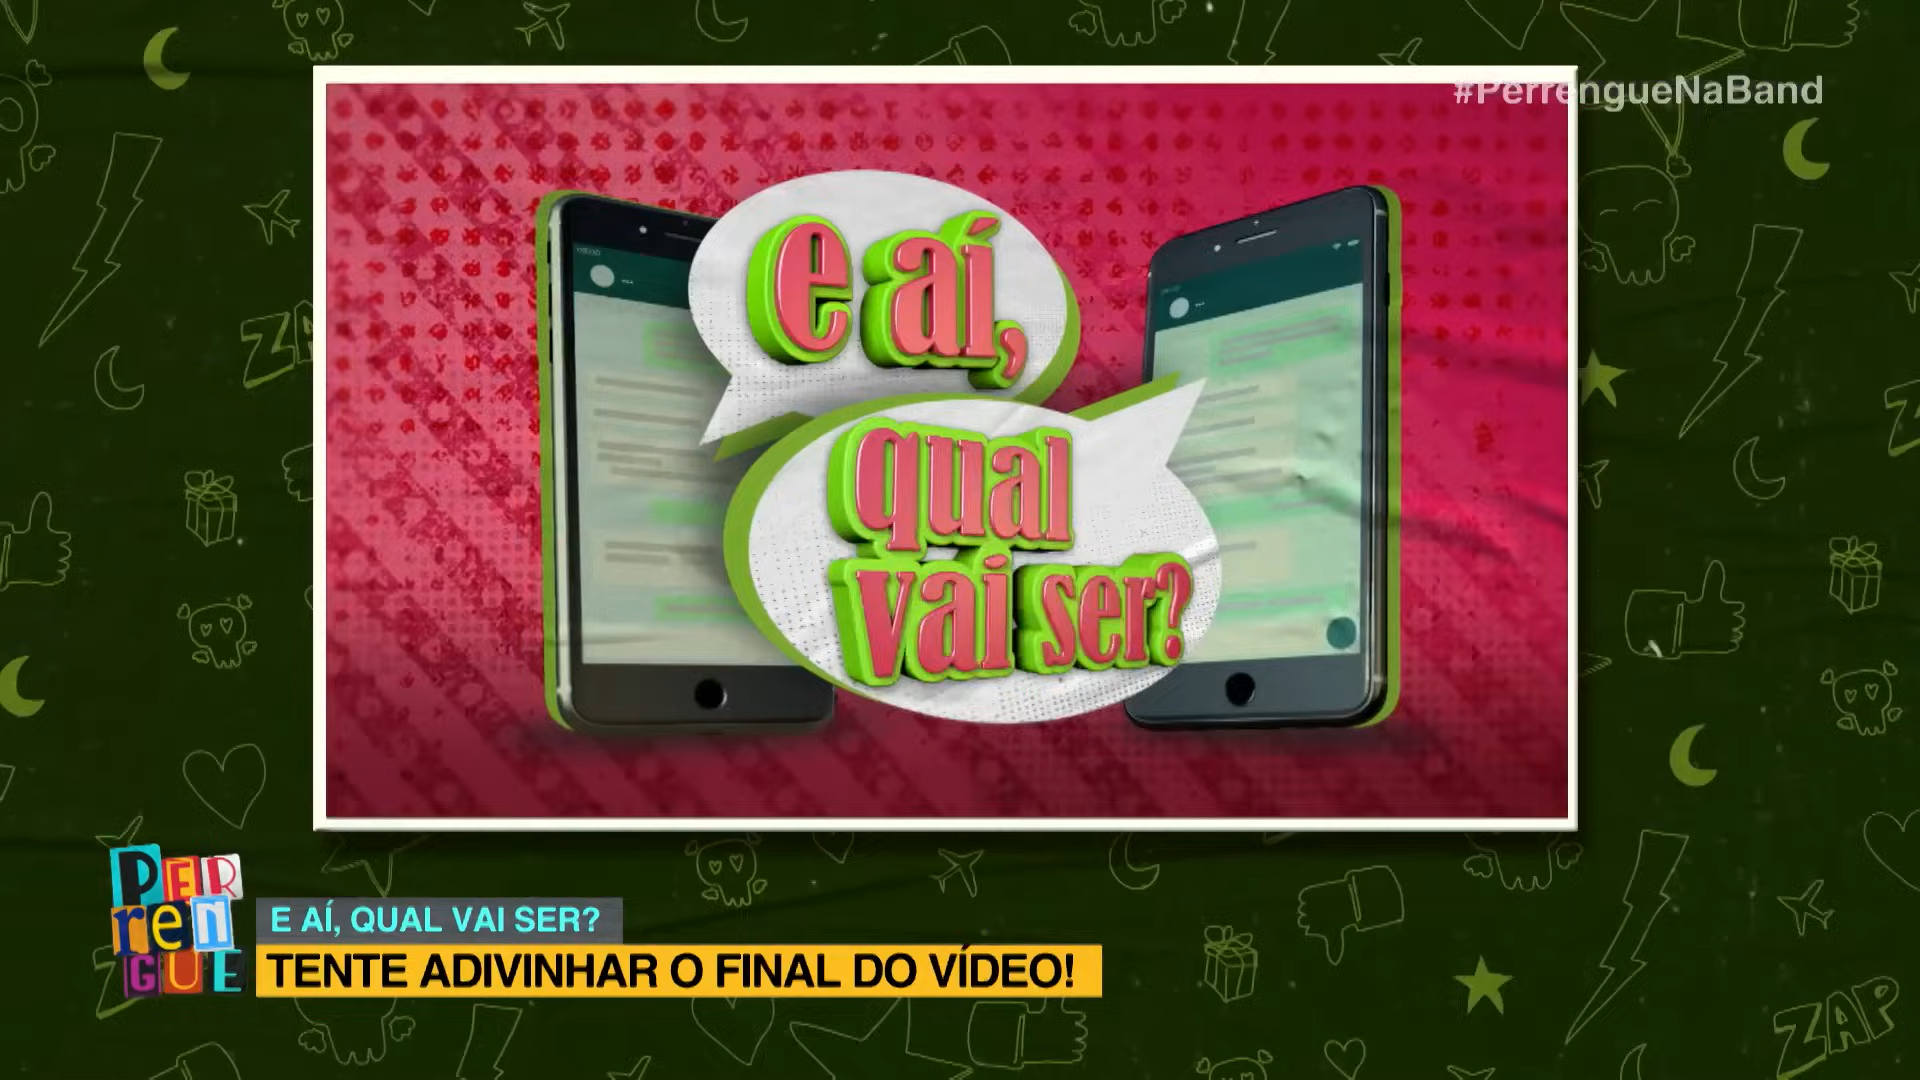 #PerrengueNaBand
e aí,
qual
vai ser?
ZAP
ZAP
PER
ren
GUE
E AÍ, QUAL VAI SER?
TENTE ADIVINHAR O FINAL DO VÍDEO!
ZAP